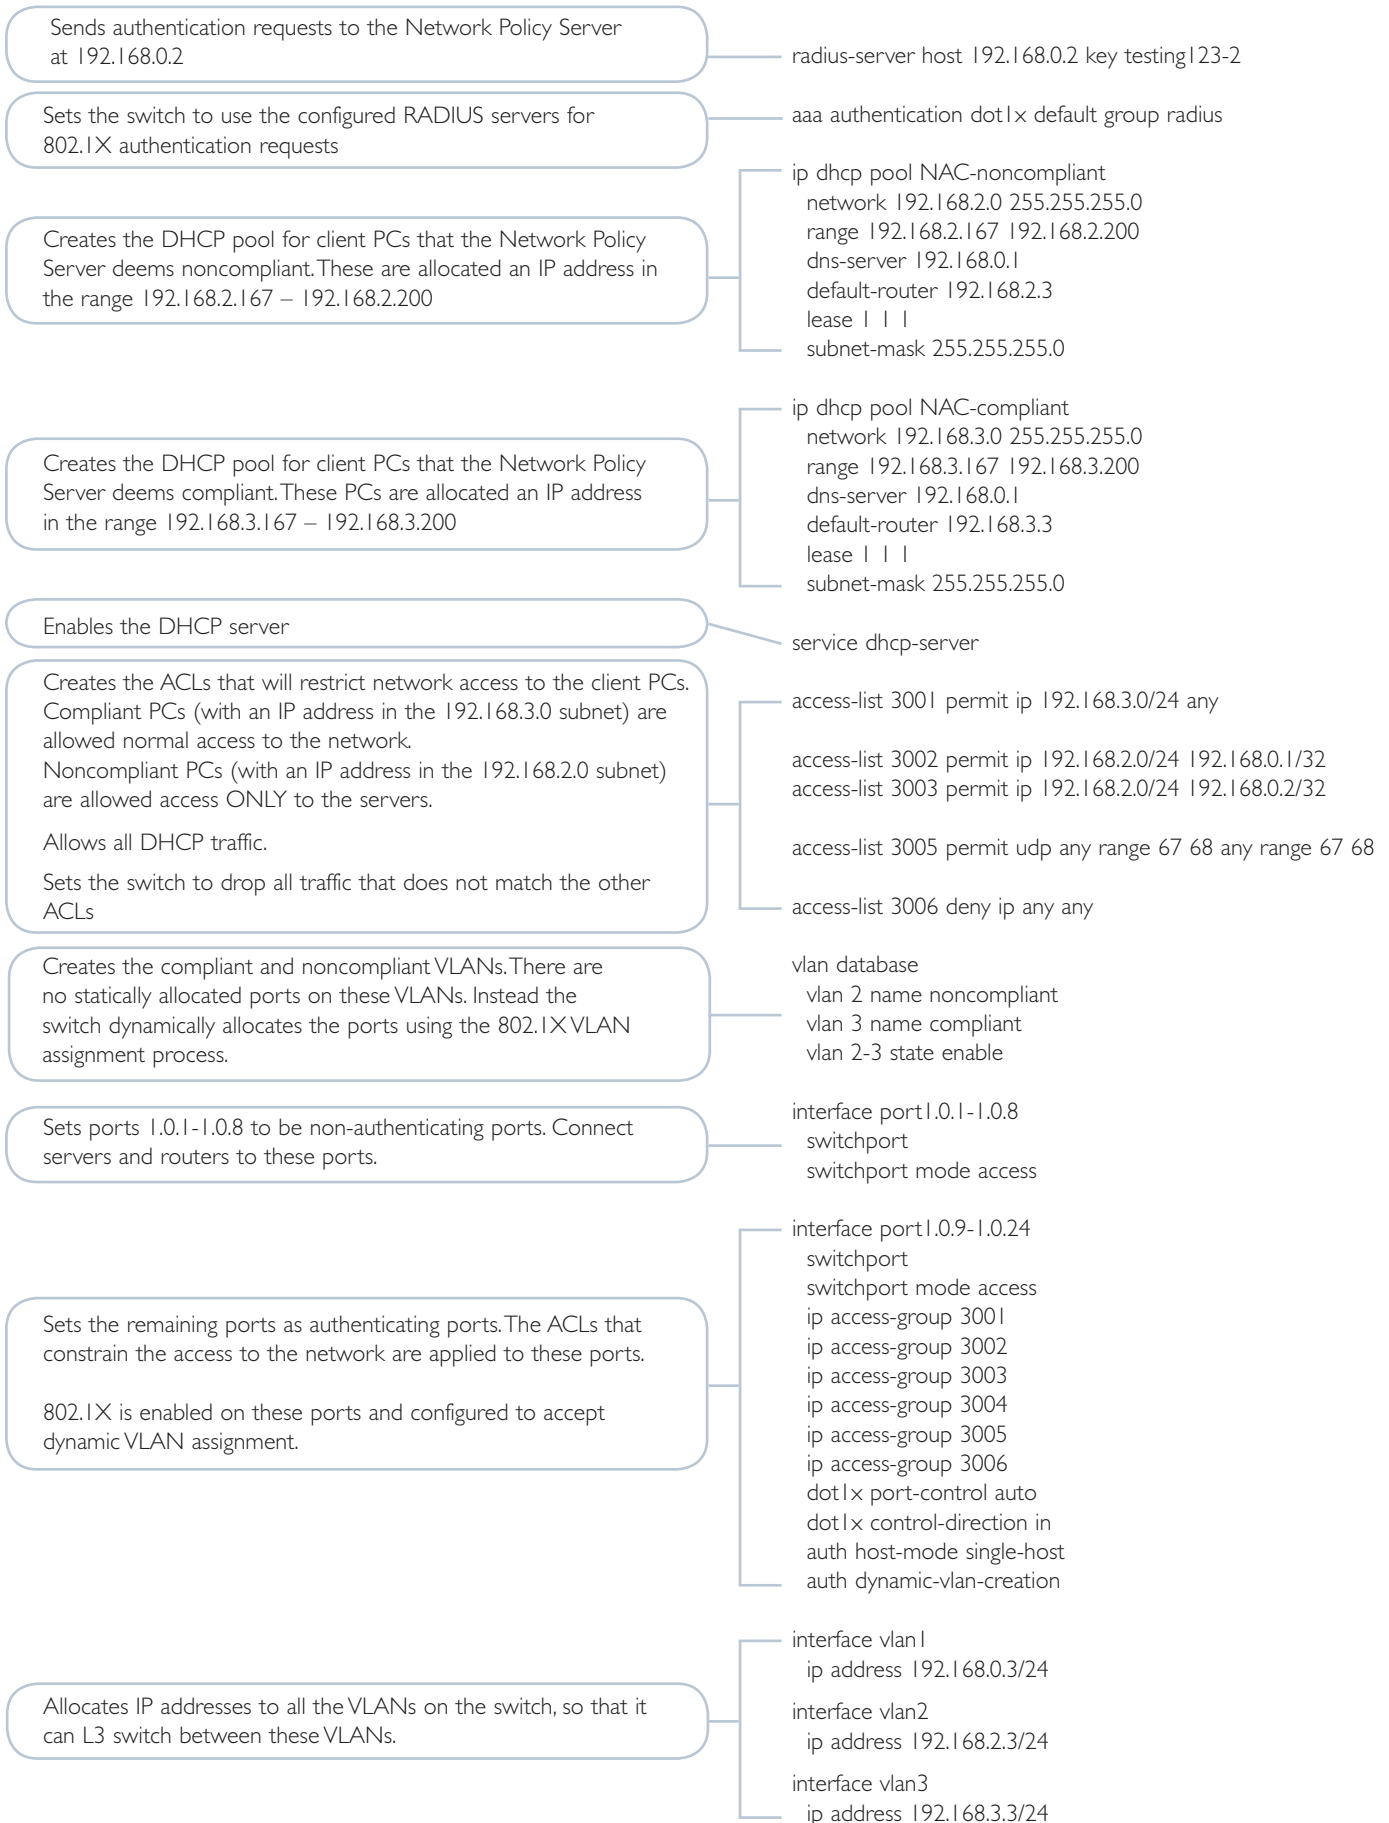 Sends authentication requests to the Network Policy Server
at 192.168.0.2
radius-server host 192.168.0.2 key testing123-2
Sets the switch to use the configured RADIUS servers for
802.1X authentication requests
aaa authentication dot1x default group radius
Creates the DHCP pool for client PCs that the Network Policy
Server deems noncompliant. These are allocated an IP address in
the range 192.168.2.167 – 192.168.2.200
ip dhcp pool NAC-noncompliant
network 192.168.2.0 255.255.255.0
range 192.168.2.167 192.168.2.200
dns-server 192.168.0.1
default-router 192.168.2.3
lease 1 1 1
subnet-mask 255.255.255.0
Creates the DHCP pool for client PCs that the Network Policy
Server deems compliant. These PCs are allocated an IP address
in the range 192.168.3.167 – 192.168.3.200
ip dhcp pool NAC-compliant
network 192.168.3.0 255.255.255.0
range 192.168.3.167 192.168.3.200
dns-server 192.168.0.1
default-router 192.168.3.3
lease 1 1 1
subnet-mask 255.255.255.0
Enables the DHCP server
service dhcp-server
Creates the ACLs that will restrict network access to the client PCs.
Compliant PCs (with an IP address in the 192.168.3.0 subnet) are
allowed normal access to the network.
Noncompliant PCs (with an IP address in the 192.168.2.0 subnet)
are allowed access ONLY to the servers.
Allows all DHCP traffic.
Sets the switch to drop all traffic that does not match the other
ACLs
access-list 3001 permit ip 192.168.3.0/24 any
access-list 3002 permit ip 192.168.2.0/24 192.168.0.1/32
access-list 3003 permit ip 192.168.2.0/24 192.168.0.2/32
access-list 3005 permit udp any range 67 68 any range 67 68
access-list 3006 deny ip any any
Creates the compliant and noncompliant VLANs. There are
no statically allocated ports on these VLANs. Instead the
switch dynamically allocates the ports using the 802.1X VLAN
assignment process.
vlan database
vlan 2 name noncompliant
vlan 3 name compliant
vlan 2-3 state enable
Sets ports 1.0.1-1.0.8 to be non-authenticating ports. Connect
servers and routers to these ports.
interface port1.0.1-1.0.8
switchport
switchport mode access
Sets the remaining ports as authenticating ports. The ACLs that
constrain the access to the network are applied to these ports.
802.1X is enabled on these ports and configured to accept
dynamic VLAN assignment.
interface port1.0.9-1.0.24
switchport
switchport mode access
ip access-group 3001
ip access-group 3002
ip access-group 3003
ip access-group 3004
ip access-group 3005
ip access-group 3006
dot1x port-control auto
dot1x control-direction in
auth host-mode single-host
auth dynamic-vlan-creation
Allocates IP addresses to all the VLANs on the switch, so that it
can L3 switch between these VLANs.
interface vlan1
ip address 192.168.0.3/24
interface vlan2
ip address 192.168.2.3/24
interface vlan3
ip address 192.168.3.3/24